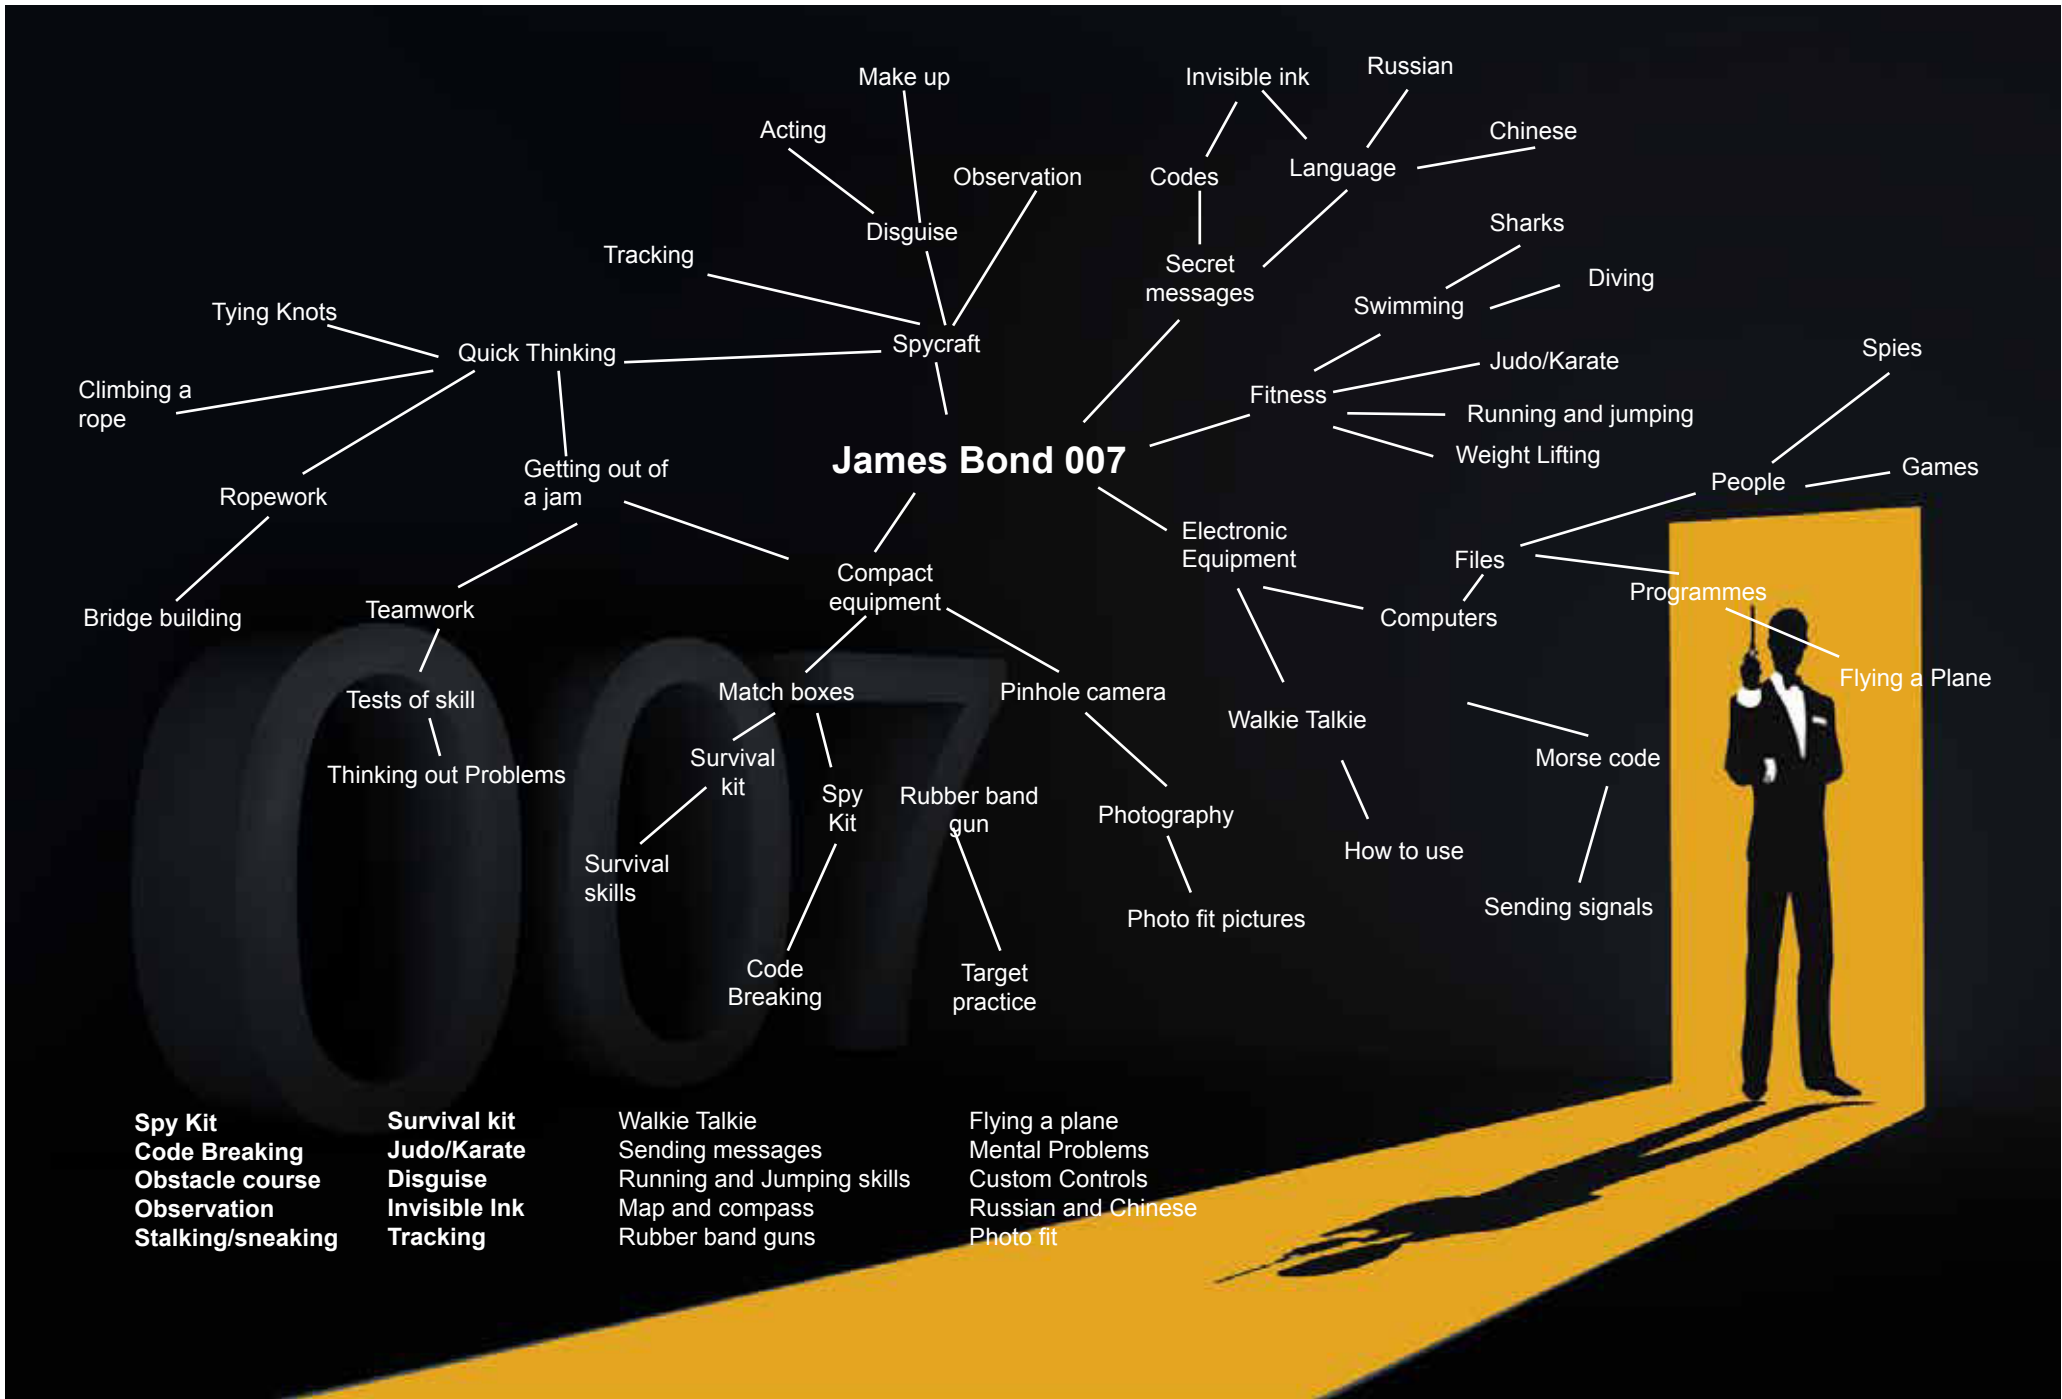 Make up
Invisible ink
Russian
Acting
Chinese
Observation
Codes
Language
Disguise
Sharks
Tracking
Secret
messages
Diving
Swimming
Tying Knots
Quick Thinking
Spycraft
Spies
Judo/Karate
Climbing a
rope
Fitness
Running and jumping
James Bond 007
Weight Lifting
Getting out of
a jam
Games
People
Ropework
Electronic
Equipment
Files
Compact
equipment
Programmes
Bridge building
Teamwork
Computers
Flying a Plane
Tests of skill
Match boxes
Pinhole camera
Walkie Talkie
Thinking out Problems
Survival
kit
Morse code
Spy
Kit
Rubber band
gun
Photography
How to use
Survival
skills
Photo fit pictures
Sending signals
Code
Breaking
Target
practice
007
Spy Kit
Code Breaking
Obstacle course
Observation
Stalking/sneaking
Survival kit
Judo/Karate
Disguise
Invisible Ink
Tracking
Walkie Talkie
Sending messages
Running and Jumping skills
Map and compass
Rubber band guns
Flying a plane
Mental Problems
Custom Controls
Russian and Chinese
Photo fit